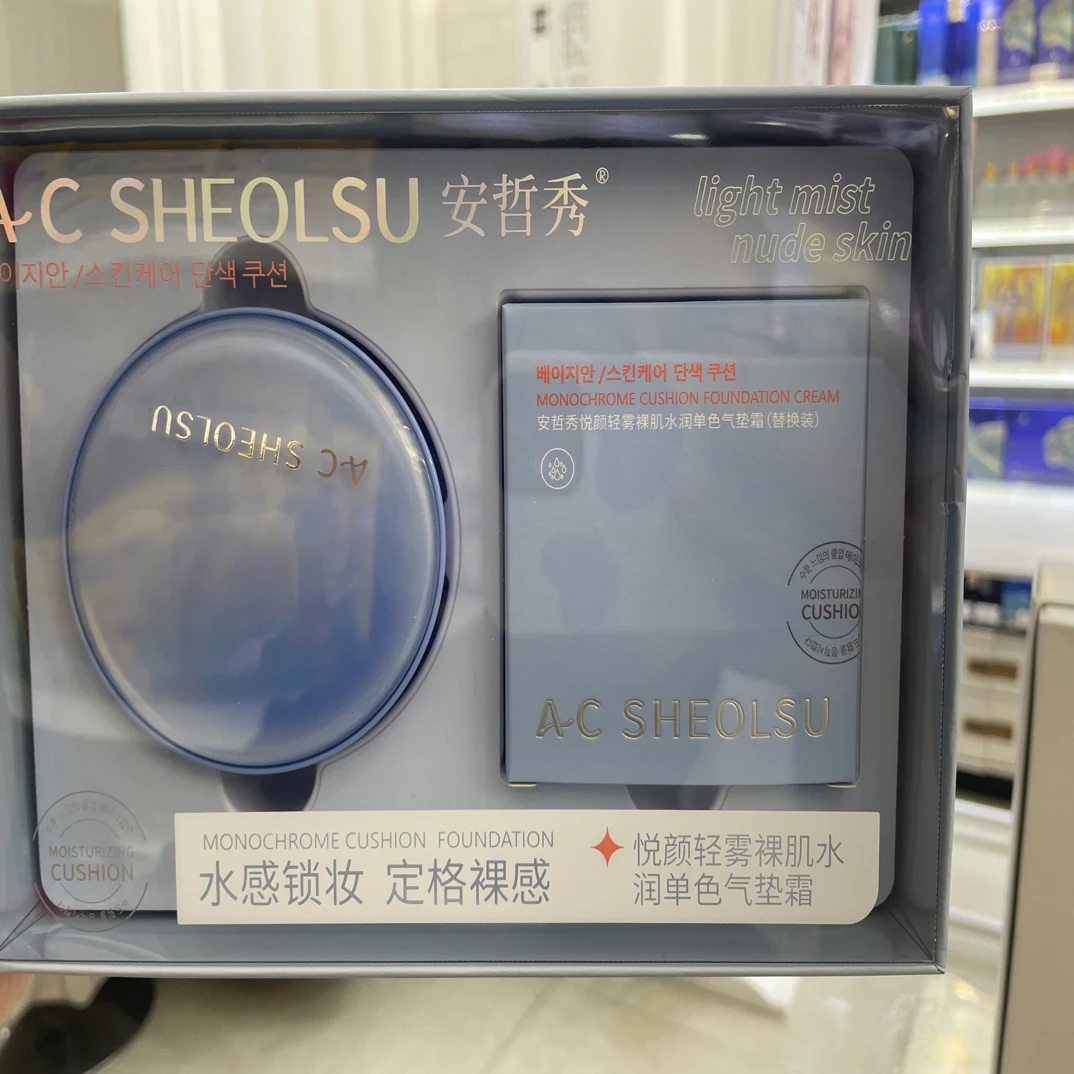 A·C SHEOLSU 安哲秀®
light mist
nude skin
베이지안 /스킨케어 단색 쿠션
A·C SHEOLSU
베이지안 /스킨케어 단색 쿠션
MONOCHROME CUSHION FOUNDATION CREAM
安哲秀悦颜轻雾裸肌水润单色气垫霜(替换装)
MOISTURIZI
CUSHIO
A·C SHEOLSU
MOISTURIZING
CUSHION
MONOCHROME CUSHION FOUNDATION
水感锁妆 定格裸感
悦颜轻雾裸肌水
润单色气垫霜